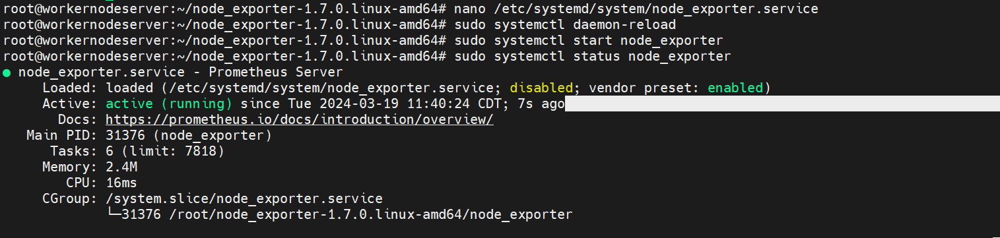 root@workernodeserver:~/node_exporter-1.7.0.linux-amd64# nano /etc/systemd/system/node_exporter.service
root@workernodeserver:~/node_exporter-1.7.0.linux-amd64# sudo systemctl daemon-reload
root@workernodeserver:~/node_exporter-1.7.0.linux-amd64# sudo systemctl start node_exporter
root@workernodeserver:~/node_exporter-1.7.0.linux-amd64# sudo systemctl status node_exporter
● node_exporter.service - Prometheus Server
     Loaded: loaded (/etc/systemd/system/node_exporter.service; disabled; vendor preset: enabled)
     Active: active (running) since Tue 2024-03-19 11:40:24 CDT; 7s ago
       Docs: https://prometheus.io/docs/introduction/overview/
   Main PID: 31376 (node_exporter)
      Tasks: 6 (limit: 7818)
     Memory: 2.4M
        CPU: 16ms
     CGroup: /system.slice/node_exporter.service
             └─31376 /root/node_exporter-1.7.0.linux-amd64/node_exporter